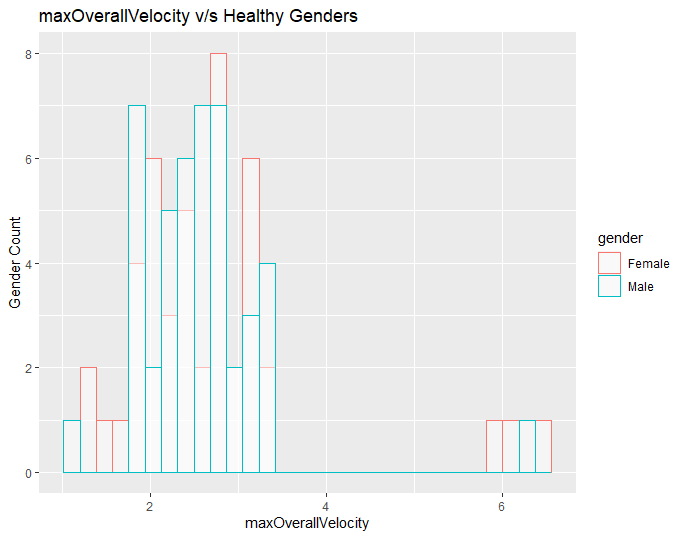 maxOverallVelocity v/s Healthy Genders
8
6
4
2
0
Gender Count
2 4 6
maxOverallVelocity
gender
Female
Male